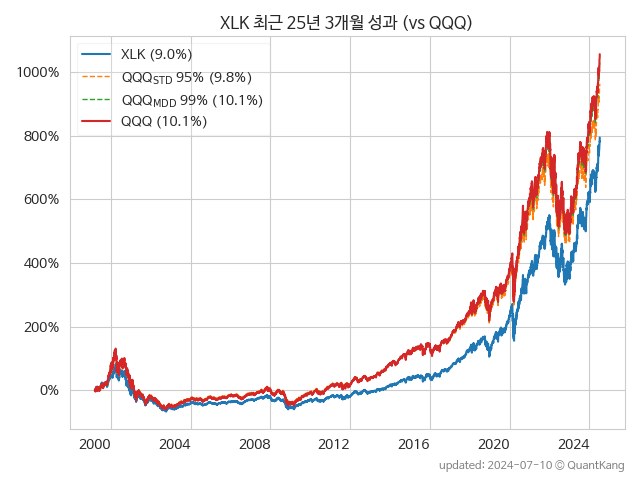 XLK 최근 25년 3개월 성과 (vs QQQ)
XLK (9.0%)
QQQSTD 95% (9.8%)
QQQMDD 99% (10.1%)
QQQ (10.1%)
1000%
800%
600%
400%
200%
0%
2000 2004 2008 2012 2016 2020 2024
updated: 2024-07-10 © QuantKang